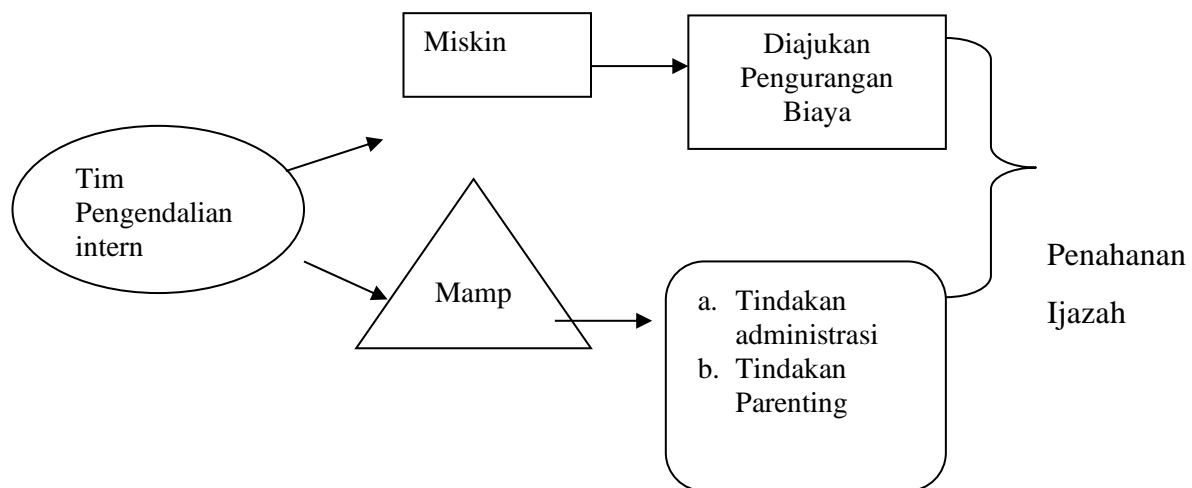 Miskin
Diajukan
Pengurangan
Biaya
Tim
Pengendalian
intern
Mamp
a. Tindakan
administrasi
b. Tindakan
Parenting
Penahanan
Ijazah